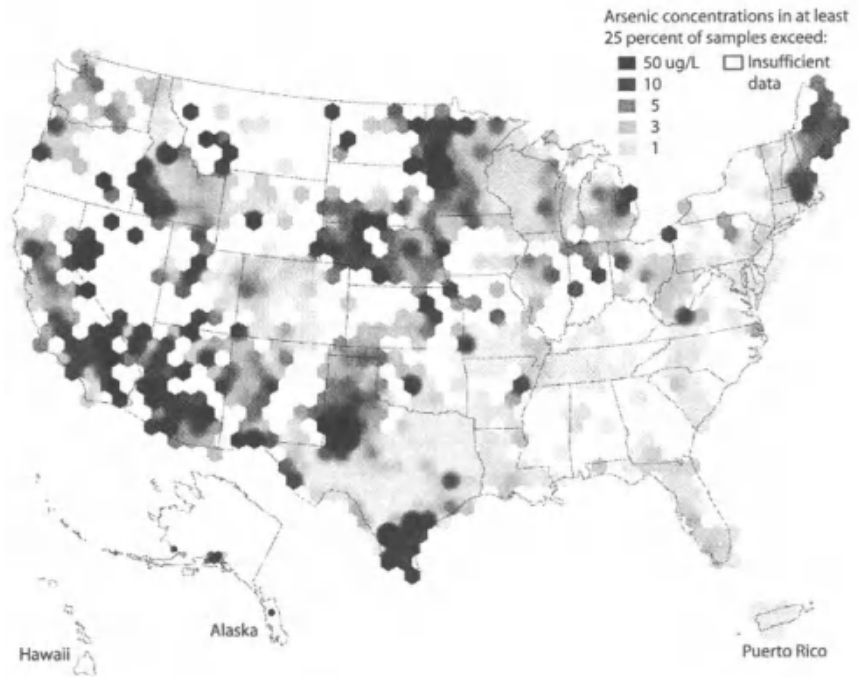 Arsenic concentrations in at least
25 percent of samples exceed:
50 ug/L
Insufficient
data
10
5
3
1
Hawaii
Alaska
Puerto Rico